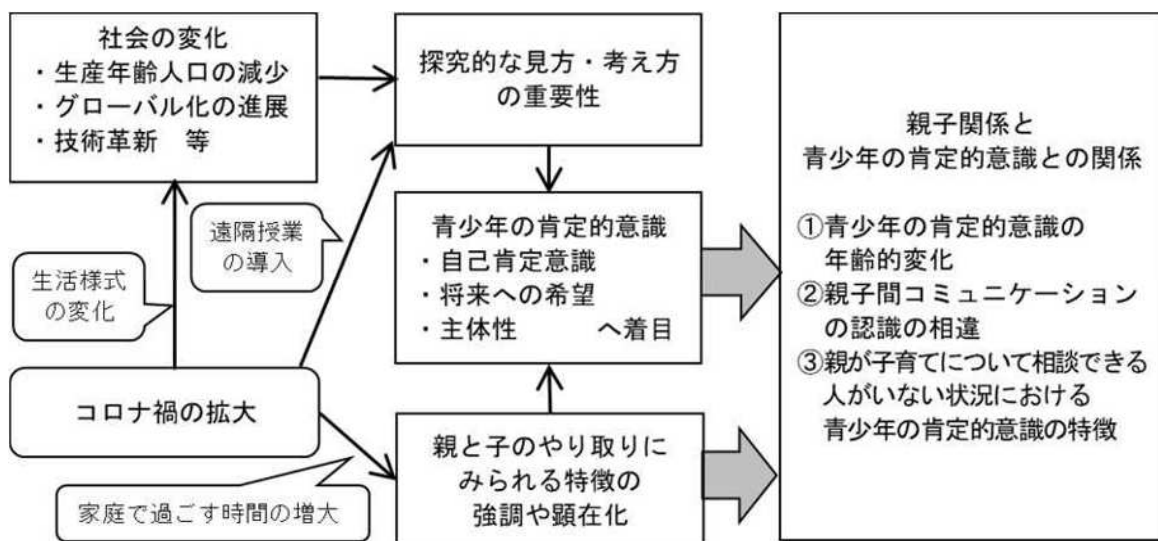 社会の変化
・生産年齢人口の減少
・グローバル化の進展
・技術革新　等
探究的な見方・考え方
の重要性
遠隔授業
の導入
生活様式
の変化
青少年の肯定的意識
・自己肯定意識
・将来への希望
・主体性　　　へ着目
コロナ禍の拡大
家庭で過ごす時間の増大
親と子のやり取りに
みられる特徴の
強調や顕在化
親子関係と
青少年の肯定的意識との関係
①青少年の肯定的意識の
年齢的変化
②親子間コミュニケーション
の認識の相違
③親が子育てについて相談できる
人がいない状況における
青少年の肯定的意識の特徴